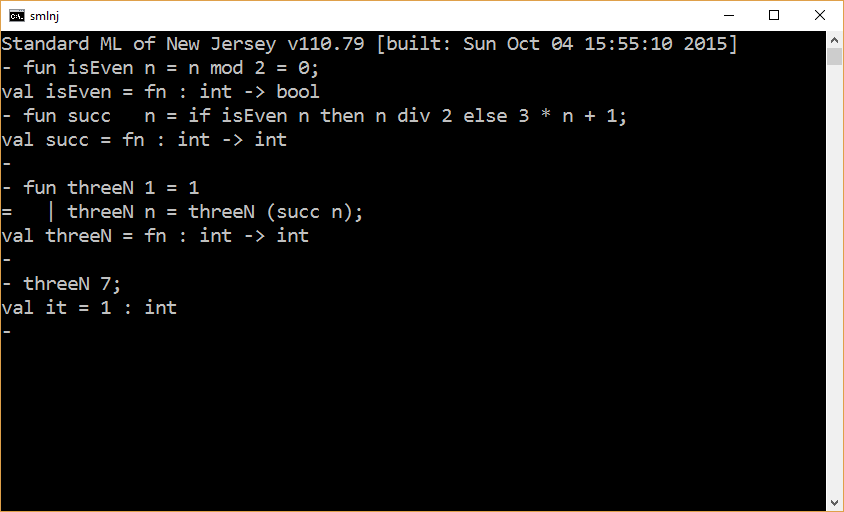 smlnj
Standard ML of New Jersey v110.79 [built: Sun Oct 04 15:55:10 2015]
- fun isEven n = n mod 2 = 0;
val isEven = fn : int -> bool
- fun succ   n = if isEven n then n div 2 else 3 * n + 1;
val succ = fn : int -> int
-
- fun threeN 1 = 1
=   | threeN n = threeN (succ n);
val threeN = fn : int -> int
-
- threeN 7;
val it = 1 : int
-